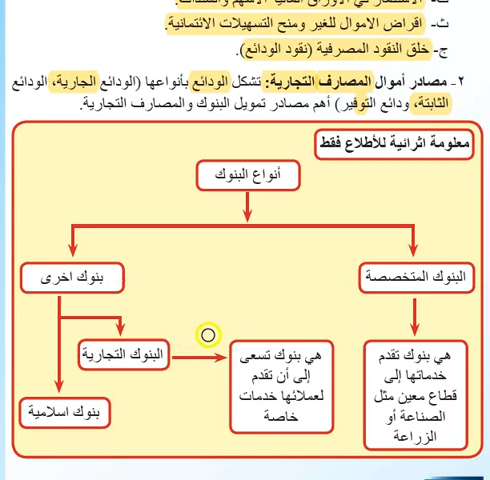 ث- اقراض الاموال للغير ومنح التسهيلات الائتمانية.
ج- خلق النقود المصرفية (نقود الودائع).
٢- مصادر أموال المصارف التجارية: تشكل الودائع بأنواعها (الودائع الجارية، الودائع
الثابتة، ودائع التوفير) أهم مصادر تمويل البنوك والمصارف التجارية.
معلومة اثرائية للأطلاع فقط
أنواع البنوك
البنوك المتخصصة
بنوك اخرى
هي بنوك تقدم
خدماتها إلى
قطاع معين مثل
الصناعة أو
الزراعة
البنوك التجارية
هي بنوك تسعى
إلى أن تقدم
لعملائها خدمات
خاصة
بنوك اسلامية